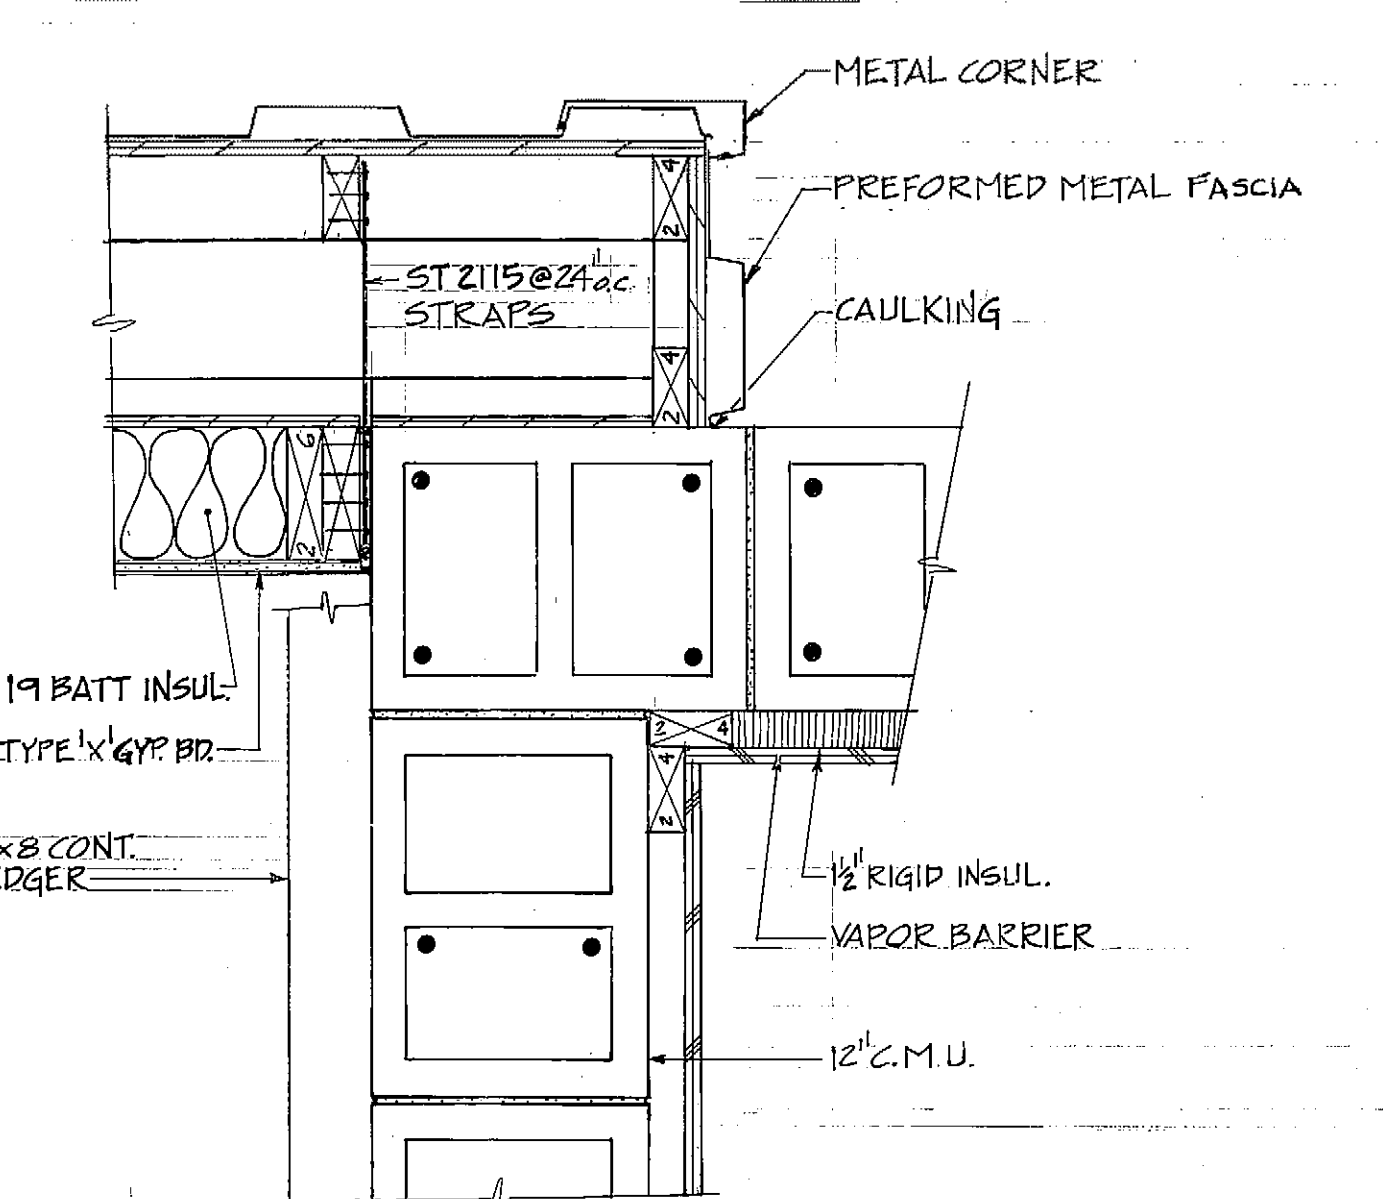 METAL CORNER
PREFORMED METAL FASCIA
ST2115@24" o.c.
STRAPS
CAULKING
4
2
4
2
6
2
19 BATT INSUL.
TYPE 'X' GYP. BD.
2 4
4
2
x8 CONT.
EDGER
1½" RIGID INSUL.
VAPOR BARRIER
12" C.M.U.